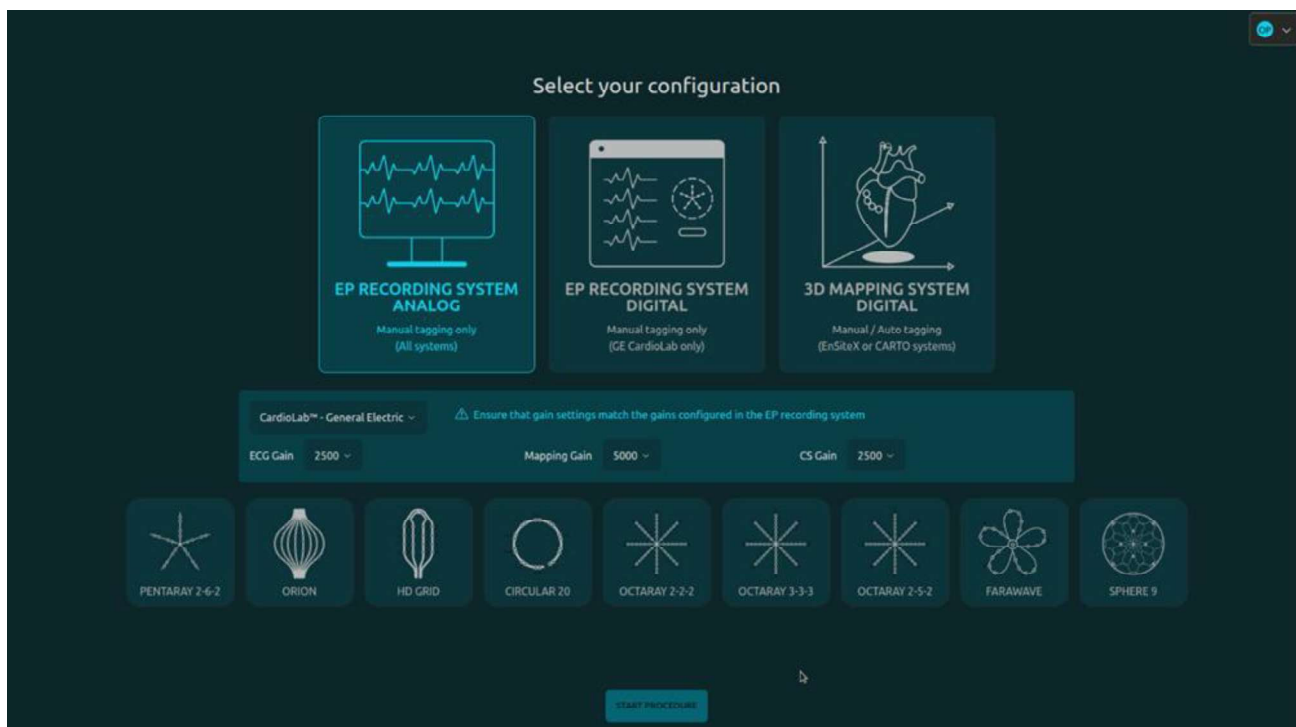 OP
Select your configuration
EP RECORDING SYSTEM
ANALOG
Manual tagging only
(All systems)
EP RECORDING SYSTEM
DIGITAL
Manual tagging only
(GE CardioLab only)
3D MAPPING SYSTEM
DIGITAL
Manual / Auto tagging
(EnSiteX or CARTO systems)
CardioLab™ - General Electric
Ensure that gain settings match the gains configured in the EP recording system
ECG Gain 2500
Mapping Gain 5000
CS Gain 2500
PENTARAY 2-6-2
ORION
HD GRID
CIRCULAR 20
OCTARAY 2-2-2
OCTARAY 3-3-3
OCTARAY 2-5-2
FARAWAVE
SPHERE 9
START PROCEDURE